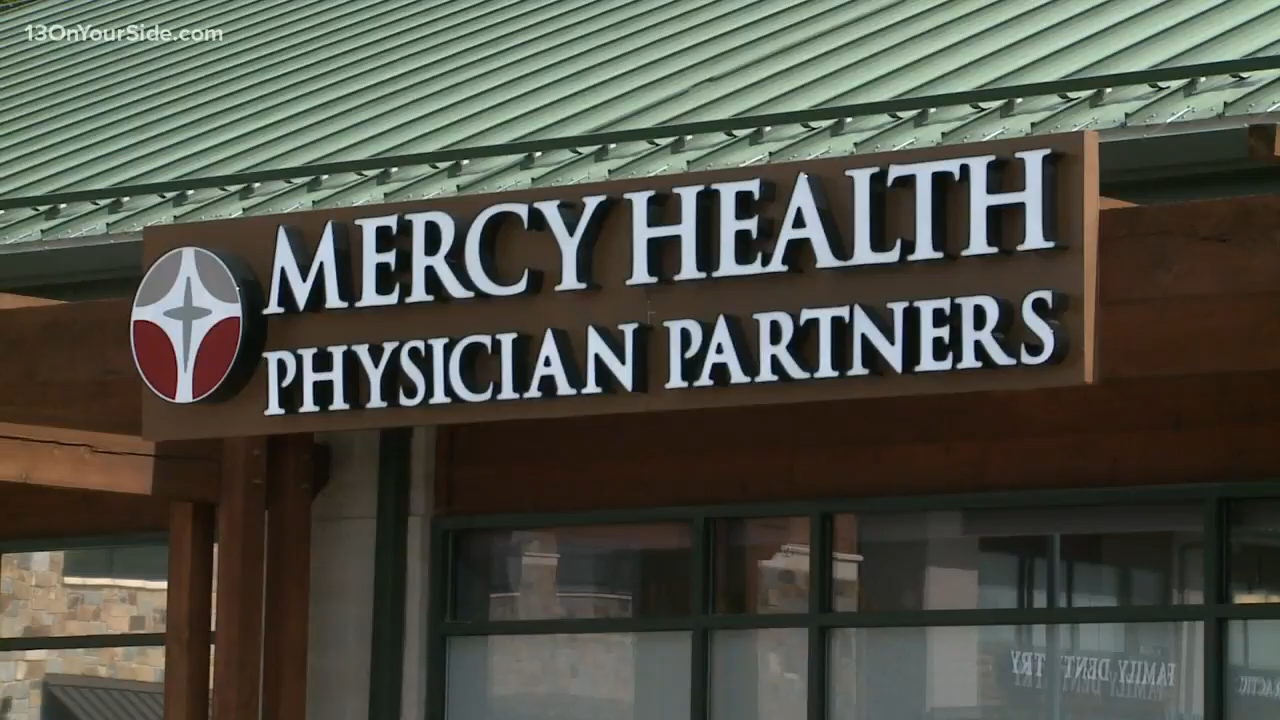 13OnYourSide.com
MERCY HEALTH
PHYSICIAN PARTNERS
FAMILY DENTISTRY